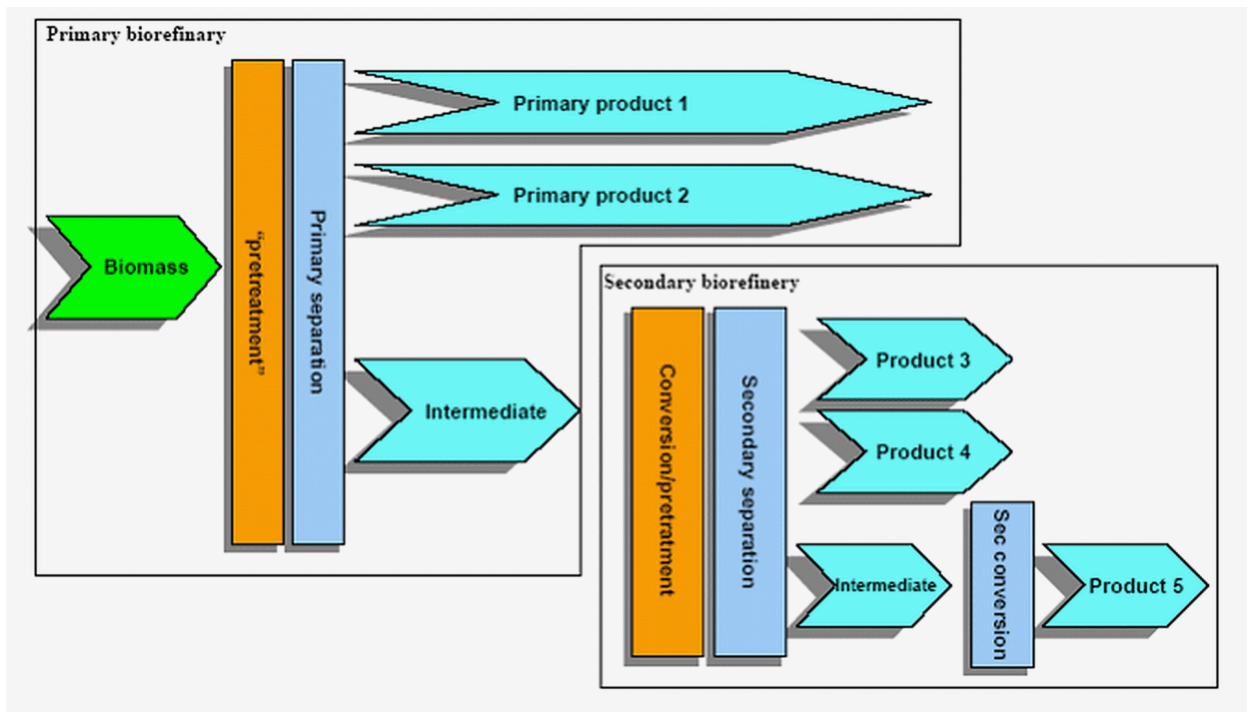 Primary biorefinary
Primary product 1
Primary product 2
Biomass
“pretreatment”
Primary separation
Intermediate
Secondary biorefinery
Conversion/pretratment
Secondary separation
Product 3
Product 4
Intermediate
Sec conversion
Product 5